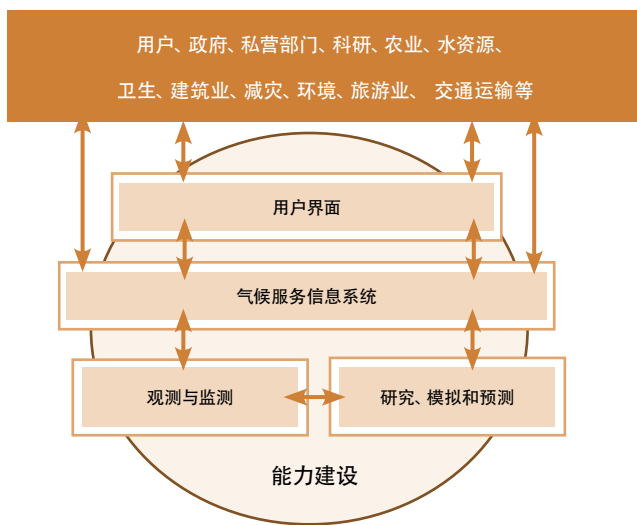 用户、政府、私营部门、科研、农业、水资源、
卫生、建筑业、减灾、环境、旅游业、 交通运输等
用户界面
气候服务信息系统
观测与监测
研究、模拟和预测
能力建设